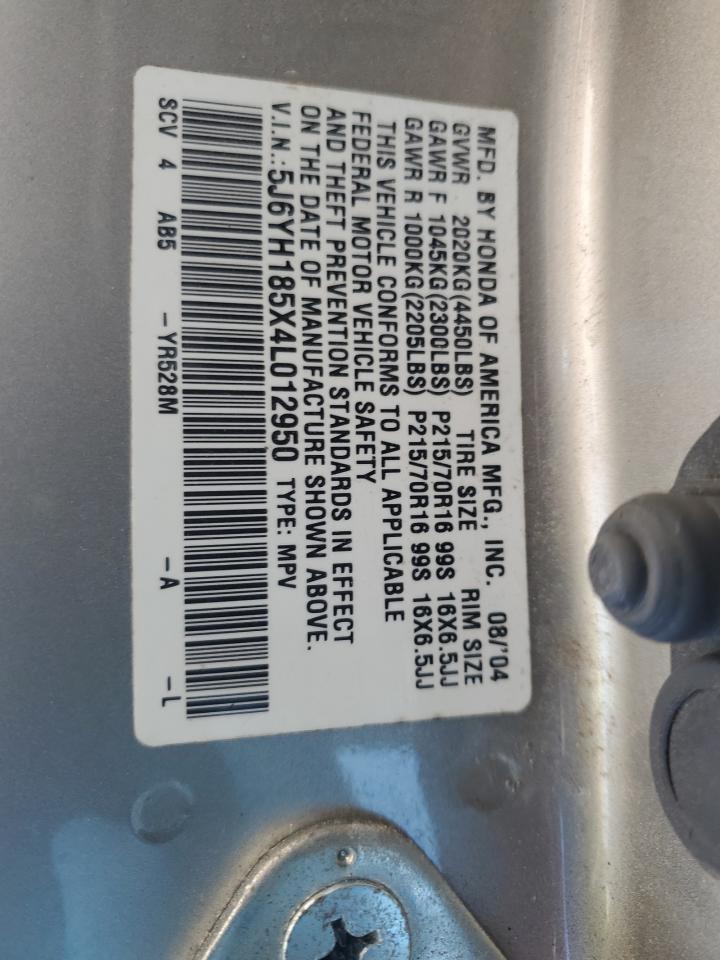 MFD. BY HONDA OF AMERICA MFG., INC. 08/'04
GVWR 2020KG(4450LBS) TIRE SIZE RIM SIZE
GAWR F 1045KG(2300LBS) P215/70R16 99S 16X6.5JJ
GAWR R 1000KG(2205LBS) P215/70R16 99S 16X6.5JJ
THIS VEHICLE CONFORMS TO ALL APPLICABLE
FEDERAL MOTOR VEHICLE SAFETY
AND THEFT PREVENTION STANDARDS IN EFFECT
ON THE DATE OF MANUFACTURE SHOWN ABOVE.
V.I.N.: 5J6YH185X4L012950 TYPE: MPV
SCV 4 AB5 -YR528M -A -L